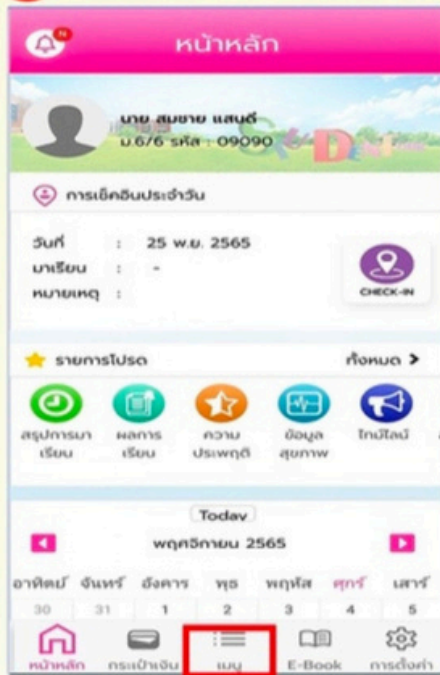 N
หน้าหลัก
นาย สมชาย แสนดี
ม.6/6 รหัส : 09090
การเช็คอินประจำวัน
วันที่ : 25 พ.ย. 2565
มาเรียน : -
หมายเหตุ :
CHECK-IN
รายการโปรด ทั้งหมด >
สรุปการมาเรียน
ผลการเรียน
ความประพฤติ
ข้อมูลสุขภาพ
ไทม์ไลน์
Today
พฤศจิกายน 2565
อาทิตย์ จันทร์ อังคาร พุธ พฤหัส ศุกร์ เสาร์
30 31 1 2 3 4 5
หน้าหลัก กระเป๋าเงิน เมนู E-Book การตั้งค่า